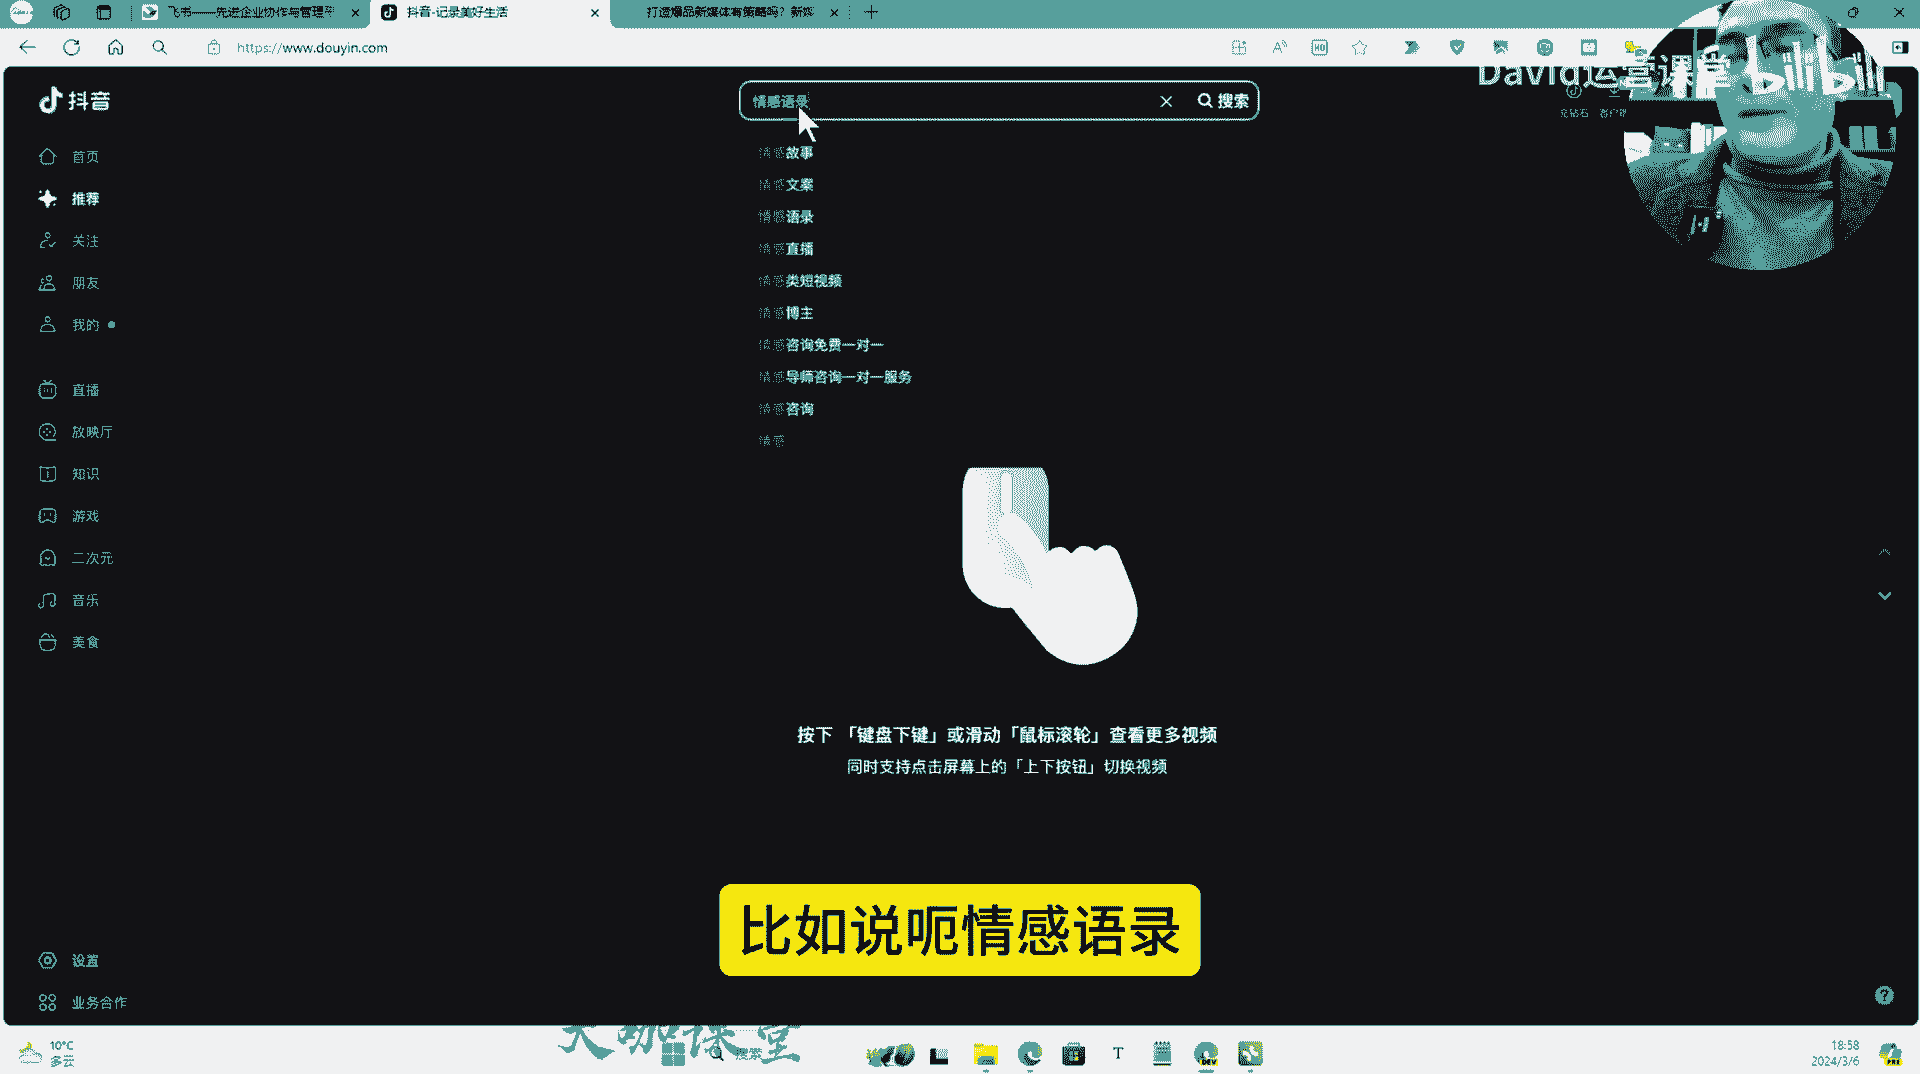 飞书——先进企业协作与管理平
抖音-记录美好生活
打造爆品新媒体有策略吗？新媒
https://www.douyin.com
David运营课堂 bilibili
抖音
情感语录
搜索
充钻石
客户端
首页
推荐
关注
朋友
我的
直播
放映厅
知识
游戏
二次元
音乐
美食
设置
业务合作
情感故事
情感文案
情感语录
情感直播
情感类短视频
情感博主
情感咨询免费一对一
情感导师咨询一对一服务
情感咨询
情感
按下 「键盘下键」或滑动「鼠标滚轮」查看更多视频
同时支持点击屏幕上的「上下按钮」切换视频
比如说呃情感语录
大咖课堂
10°C
多云
搜索
18:58
2024/3/6